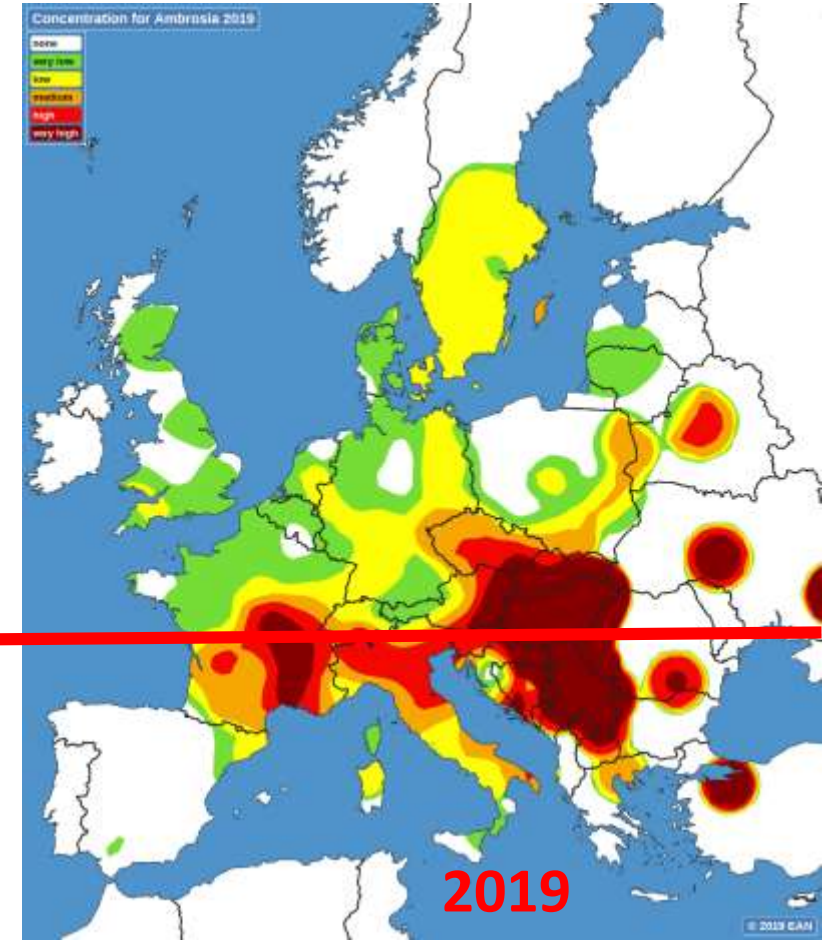 Concentration for Ambrosia 2019
none
very low
low
medium
high
very high
2019
© 2019 EAN